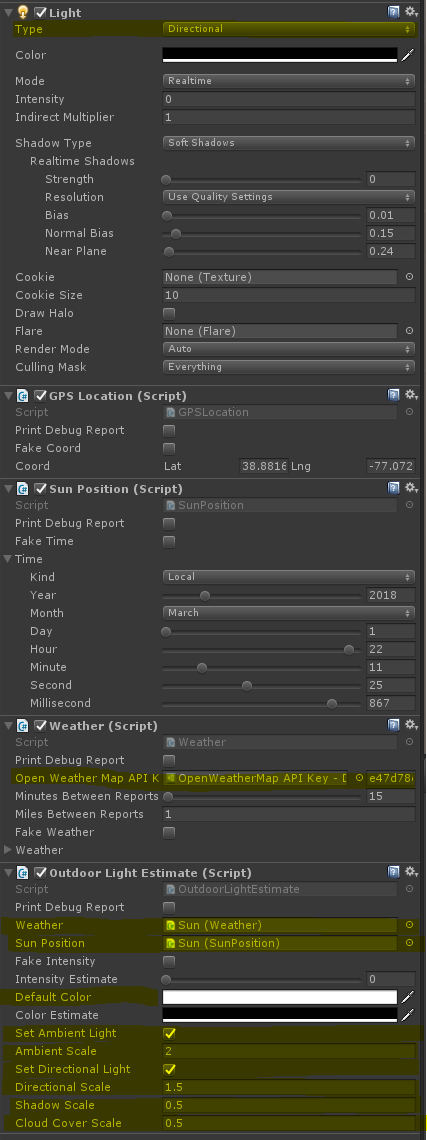 Light
Type Directional
Color
Mode Realtime
Intensity 0
Indirect Multiplier 1
Shadow Type Soft Shadows
Realtime Shadows
Strength 0
Resolution Use Quality Settings
Bias 0.01
Normal Bias 0.15
Near Plane 0.24
Cookie None (Texture)
Cookie Size 10
Draw Halo
Flare None (Flare)
Render Mode Auto
Culling Mask Everything
GPS Location (Script)
Script GPSLocation
Print Debug Report
Fake Coord
Coord Lat 38.8816 Lng -77.072
Sun Position (Script)
Script SunPosition
Print Debug Report
Fake Time
Time
Kind Local
Year 2018
Month March
Day 1
Hour 22
Minute 11
Second 25
Millisecond 867
Weather (Script)
Script Weather
Print Debug Report
Open Weather Map API K OpenWeatherMap API Key - D e47d78
Minutes Between Reports 15
Miles Between Reports 1
Fake Weather
Weather
Outdoor Light Estimate (Script)
Script OutdoorLightEstimate
Print Debug Report
Weather Sun (Weather)
Sun Position Sun (SunPosition)
Fake Intensity
Intensity Estimate 0
Default Color
Color Estimate
Set Ambient Light
Ambient Scale 2
Set Directional Light
Directional Scale 1.5
Shadow Scale 0.5
Cloud Cover Scale 0.5